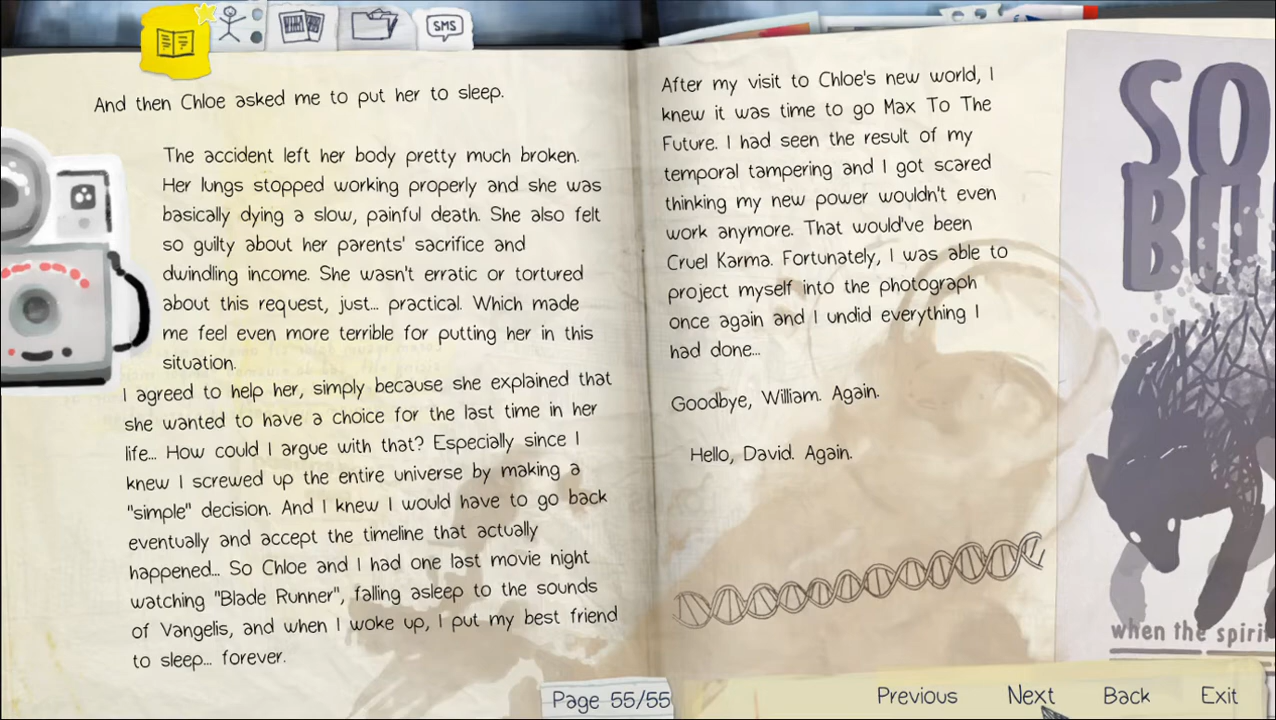 SMS
And then Chloe asked me to put her to sleep.
The accident left her body pretty much broken.
Her lungs stopped working properly and she was
basically dying a slow, painful death. She also felt
so guilty about her parents' sacrifice and
dwindling income. She wasn't erratic or tortured
about this request, just... practical. Which made
me feel even more terrible for putting her in this
situation.
I agreed to help her, simply because she explained that
she wanted to have a choice for the last time in her
life... How could I argue with that? Especially since I
knew I screwed up the entire universe by making a
"simple" decision. And I knew I would have to go back
eventually and accept the timeline that actually
happened... So Chloe and I had one last movie night
watching "Blade Runner", falling asleep to the sounds
of Vangelis, and when I woke up, I put my best friend
to sleep... forever.
After my visit to Chloe's new world, I
knew it was time to go Max To The
Future. I had seen the result of my
temporal tampering and I got scared
thinking my new power wouldn't even
work anymore. That would've been
Cruel Karma. Fortunately, I was able to
project myself into the photograph
once again and I undid everything I
had done...
Goodbye, William. Again.
Hello, David. Again.
SO
BU
when the spirit
Page 55/55
Previous Next Back Exit